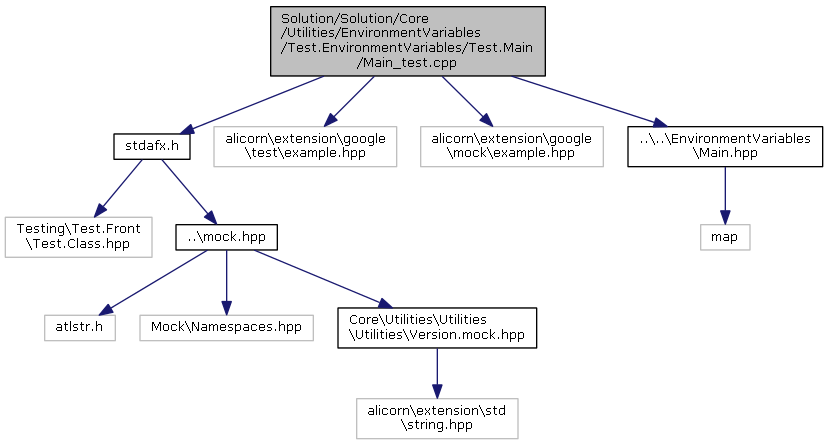 Solution/Solution/Core
/Utilities/EnvironmentVariables
/Test.EnvironmentVariables/Test.Main
/Main_test.cpp
stdafx.h
alicorn\extension\google
\test\example.hpp
alicorn\extension\google
\mock\example.hpp
..\..\EnvironmentVariables
\Main.hpp
Testing\Test.Front
\Test.Class.hpp
..\mock.hpp
map
atlstr.h
Mock\Namespaces.hpp
Core\Utilities\Utilities
\Utilities\Version.mock.hpp
alicorn\extension\std
\string.hpp